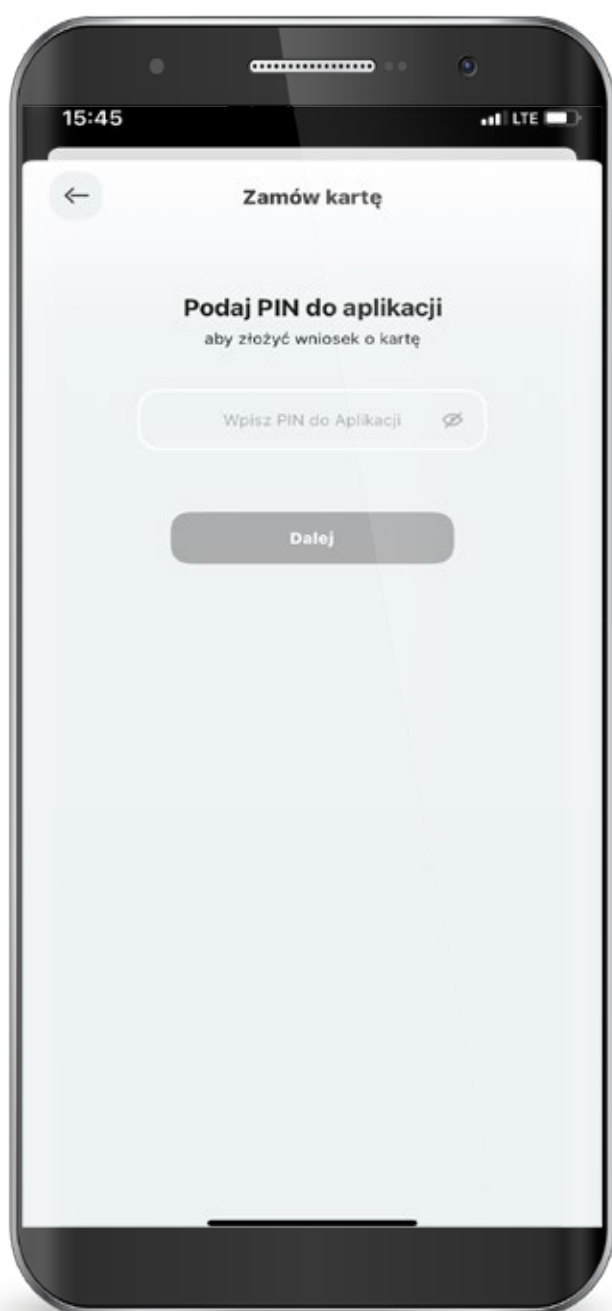 15:45
LTE
Zamów kartę
Podaj PIN do aplikacji
aby złożyć wniosek o kartę
Wpisz PIN do Aplikacji
Dalej